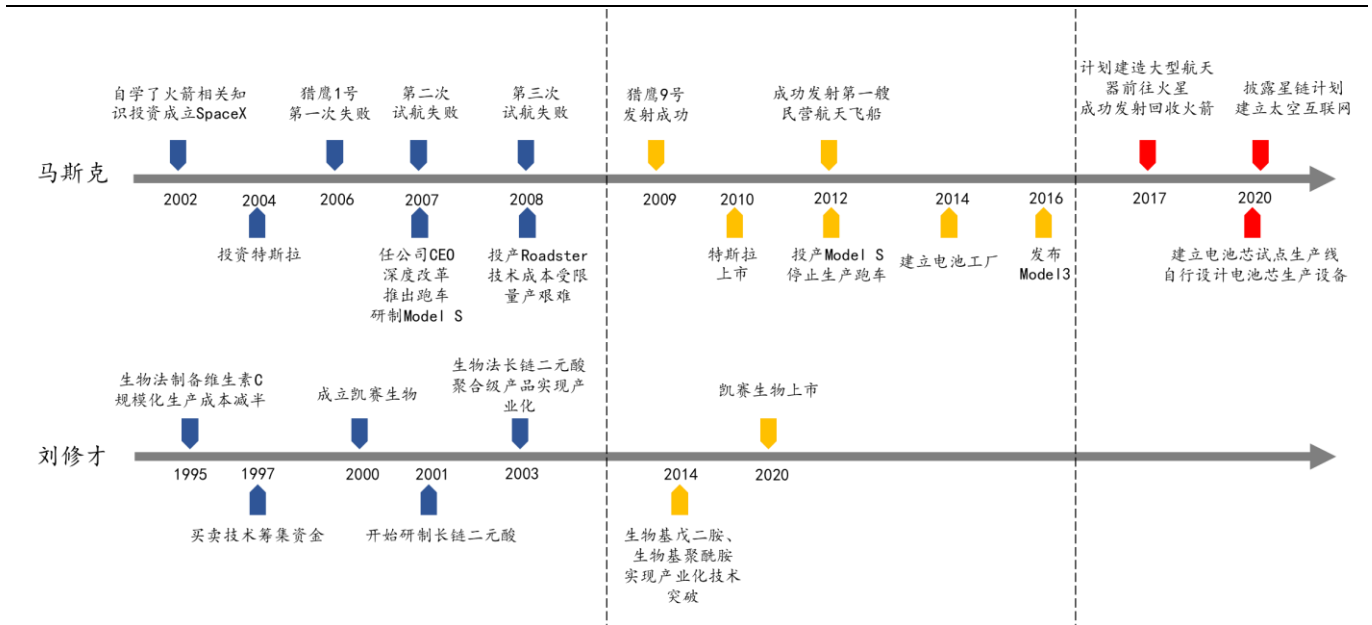 自学了火箭相关知
识投资成立SpaceX
猎鹰1号
第一次失败
第二次
试航失败
第三次
试航失败
猎鹰9号
发射成功
成功发射第一艘
民营航天飞船
计划建造大型航天
器前往火星
成功发射回收火箭
披露星链计划
建立太空互联网
马斯克
2002
2004
2006
2007
2008
2009
2010
2012
2014
2016
2017
2020
投资特斯拉
任公司CEO
深度改革
推出跑车
研制Model S
投产Roadster
技术成本受限
量产艰难
特斯拉
上市
投产Model S
停止生产跑车
建立电池工厂
发布
Model3
建立电池芯试点生产线
自行设计电池芯生产设备
生物法制备维生素C
规模化生产成本减半
成立凯赛生物
生物法长链二元酸
聚合级产品实现产
业化
凯赛生物上市
刘修才
1995
1997
2000
2001
2003
2014
2020
买卖技术筹集资金
开始研制长链二元酸
生物基戊二胺、
生物基聚酰胺
实现产业化技术
突破